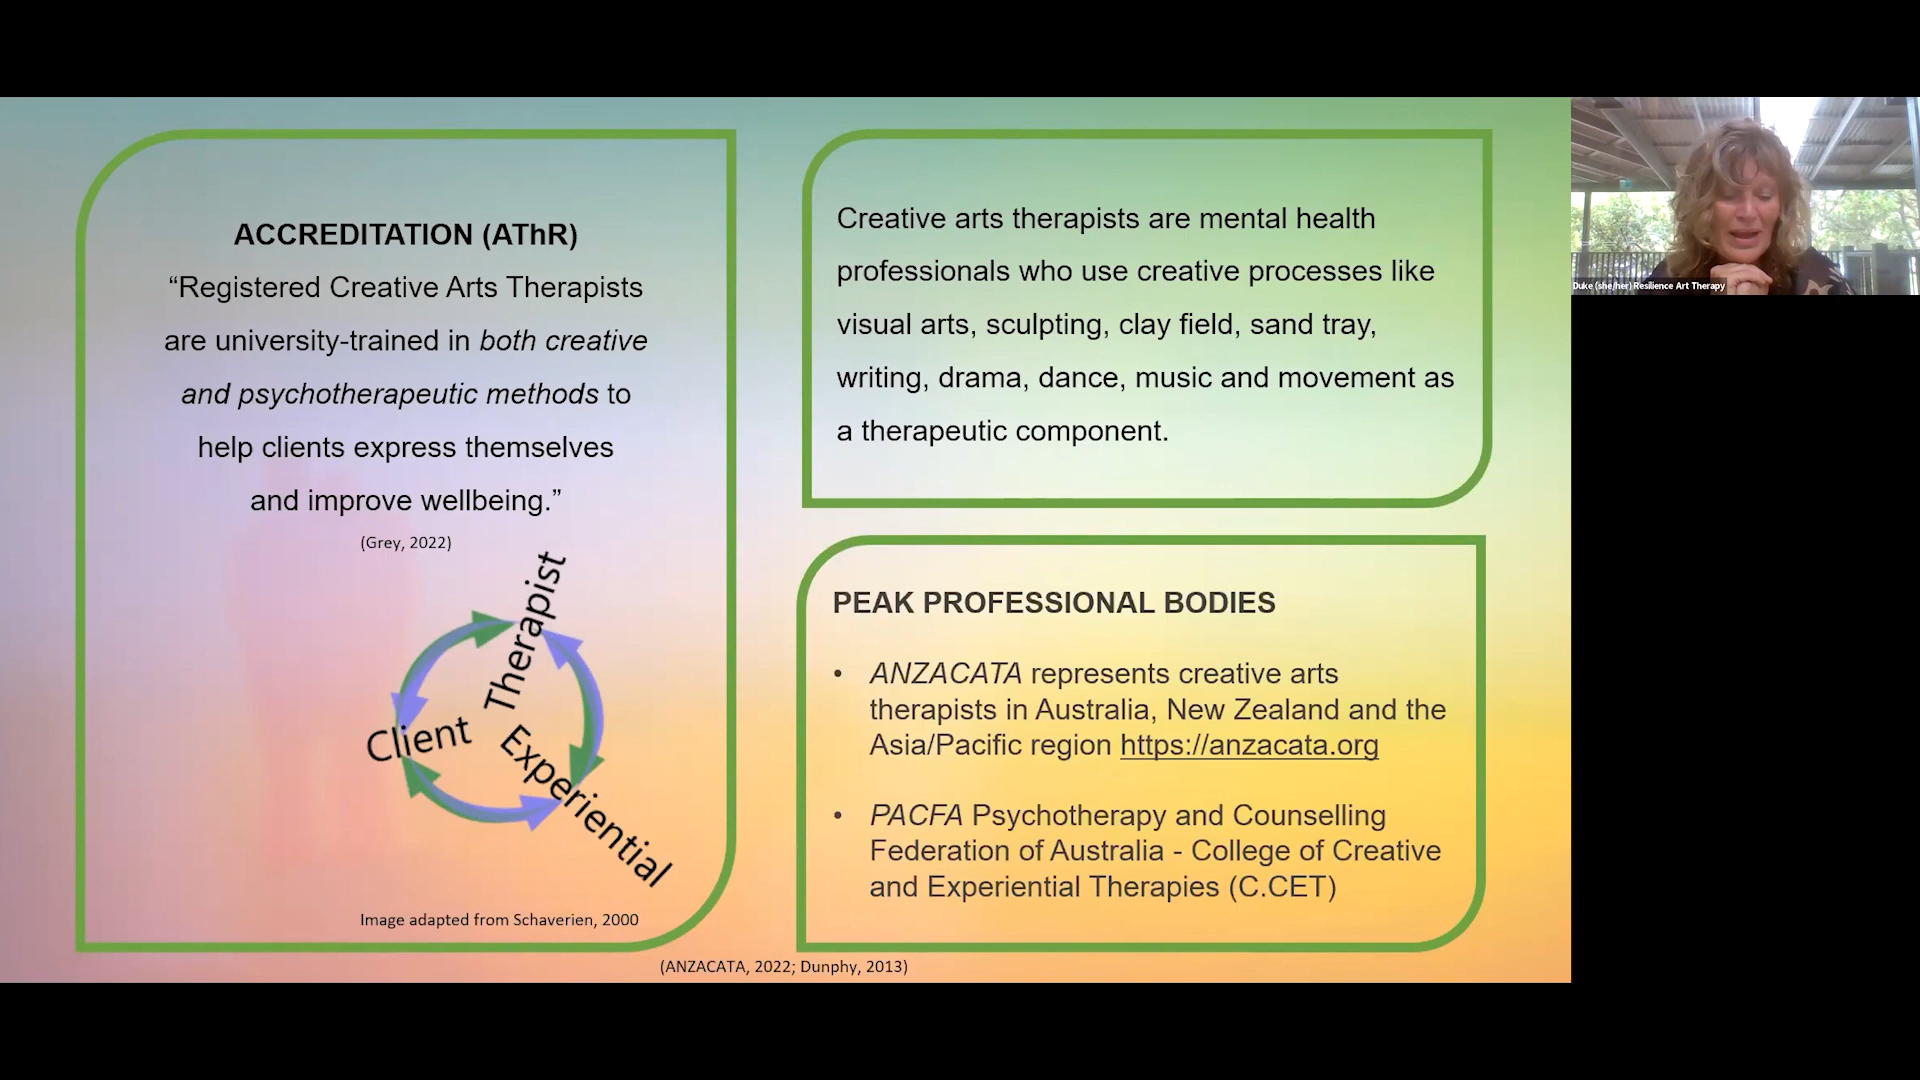 ACCREDITATION (AThR)
“Registered Creative Arts Therapists
are university-trained in both creative
and psychotherapeutic methods to
help clients express themselves
and improve wellbeing.”
(Grey, 2022)
Therapist
Client
Experiential
Image adapted from Schaverien, 2000
Creative arts therapists are mental health
professionals who use creative processes like
visual arts, sculpting, clay field, sand tray,
writing, drama, dance, music and movement as
a therapeutic component.
PEAK PROFESSIONAL BODIES
• ANZACATA represents creative arts
therapists in Australia, New Zealand and the
Asia/Pacific region https://anzacata.org
• PACFA Psychotherapy and Counselling
Federation of Australia - College of Creative
and Experiential Therapies (C.CET)
(ANZACATA, 2022; Dunphy, 2013)
Duke (she/her) Resilience Art Therapy